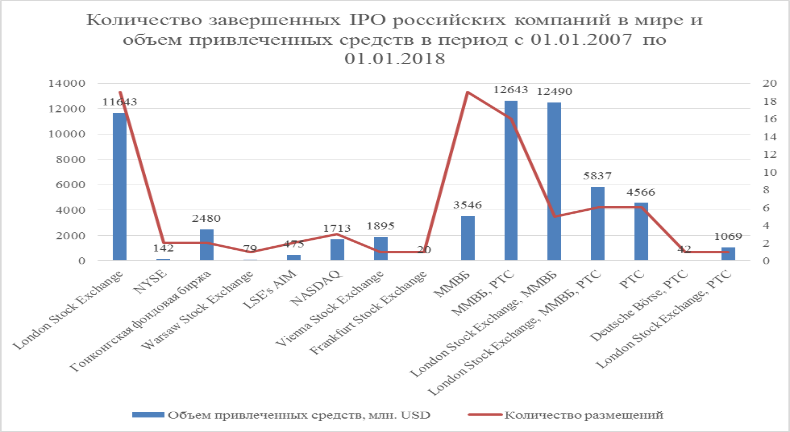 Количество завершенных IPO российских компаний в мире и
объем привлеченных средств в период с 01.01.2007 по
01.01.2018
14000
12000
10000
8000
6000
4000
2000
0
20
18
16
14
12
10
8
6
4
2
0
11643
142
2480
79
475
1713
1895
20
3546
12643
12490
5837
4566
42
1069
London Stock Exchange
NYSE
Гонконгская фондовая биржа
Warsaw Stock Exchange
LSE's AIM
NASDAQ
Vienna Stock Exchange
Frankfurt Stock Exchange
ММВБ
ММВБ, РТС
London Stock Exchange, ММВБ
London Stock Exchange, ММВБ, РТС
РТС
Deutsche Börse, РТС
London Stock Exchange, РТС
Объем привлеченных средств, млн. USD
Количество размещений